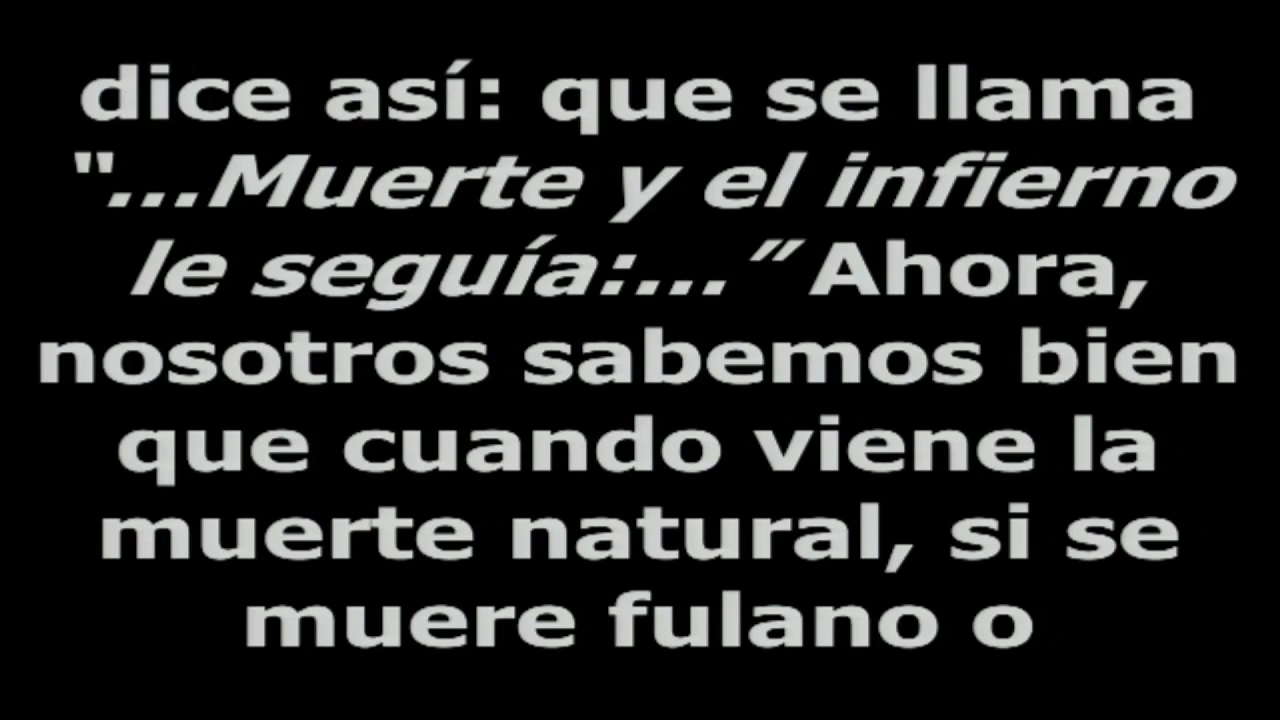 dice así: que se llama
"...Muerte y el infierno
le seguía:...” Ahora,
nosotros sabemos bien
que cuando viene la
muerte natural, si se
muere fulano o